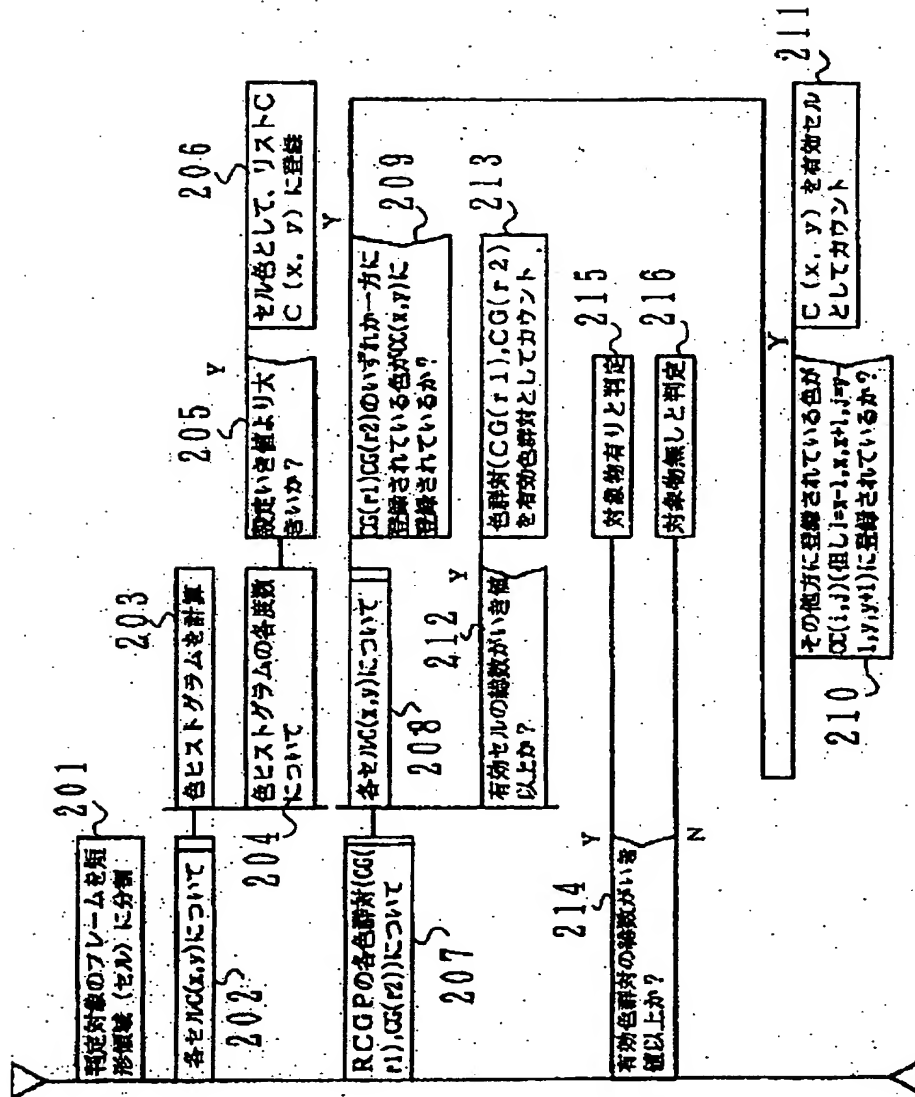 201
判定対象のフレームを短
形領域(セル)に分割
各セルC(x,y)について
202
203
色ヒストグラムを計算
色ヒストグラムの各度数
について
204
205
設定いき値より大
きいか?
Y
206
セル色として、リストC
C(x, y)に登録
RCGPの各色群対(CG(
r1),CG(r2))について
207
各セルC(x,y)について
208
CG(r1)CG(r2)のいずれか一方に
登録されている色がCC(x,y)に
登録されているか?
209
Y
その他方に登録されている色が
CC(i,j)(但しi=x-1,x,x+1,j=y-
1,y,y+1)に登録されているか?
210
Y
C(x, y)を有効セル
としてカウント
211
212
有効セルの総数がいき値
以上か?
Y
213
色群対(CG(r1),CG(r2)
を有効色群対としてカウント
214
有効色群対の総数がいき
値以上か?
Y
N
対象物有りと判定
215
対象物無しと判定
216